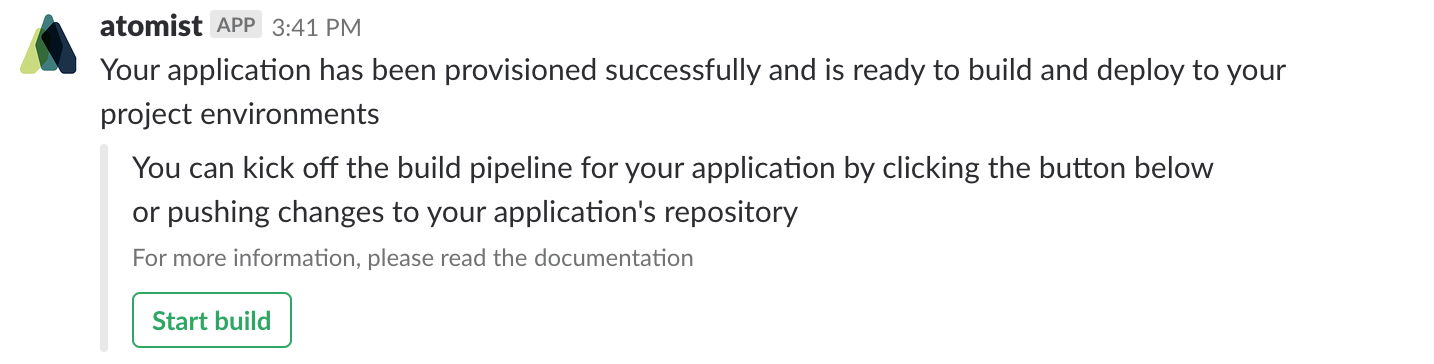 atomist APP 3:41 PM
Your application has been provisioned successfully and is ready to build and deploy to your
project environments
You can kick off the build pipeline for your application by clicking the button below
or pushing changes to your application's repository
For more information, please read the documentation
Start build